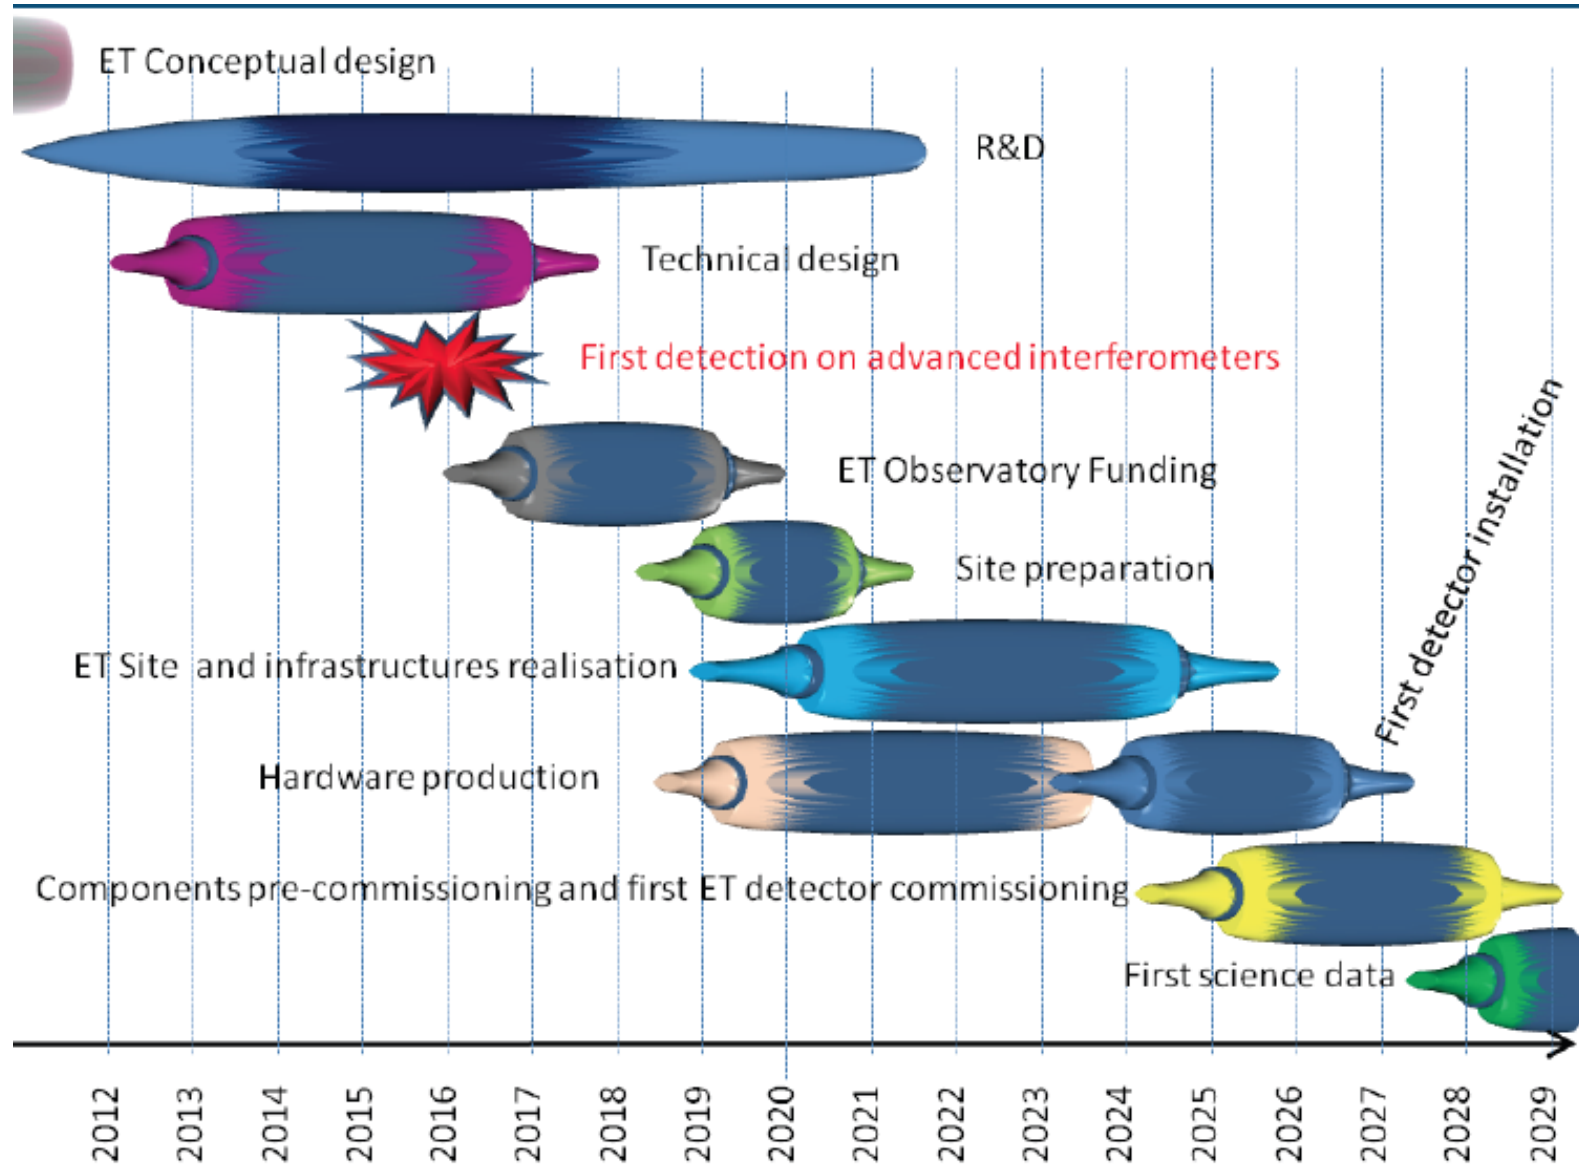 ET Conceptual design
R&D
Technical design
First detection on advanced interferometers
ET Observatory Funding
Site preparation
First detector installation
ET Site and infrastructures realisation
Hardware production
Components pre-commissioning and first ET detector commissioning
First science data
2012
2013
2014
2015
2016
2017
2018
2019
2020
2021
2022
2023
2024
2025
2026
2027
2028
2029